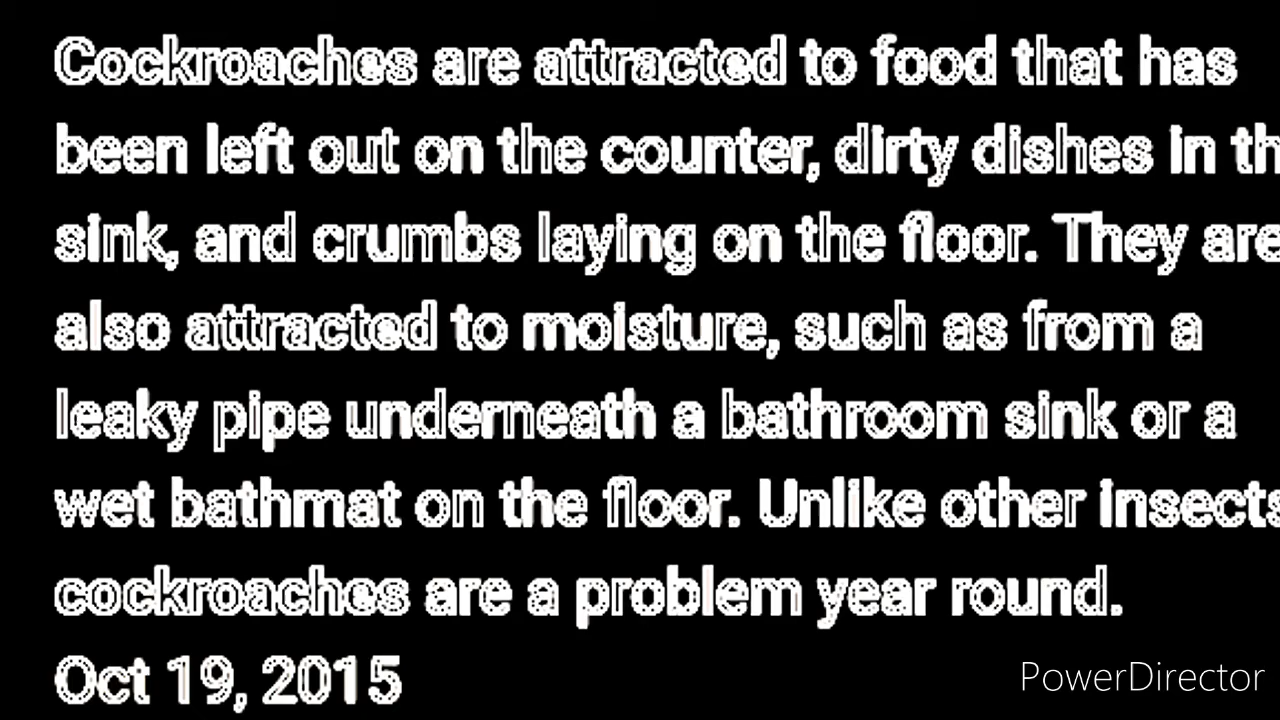 Cockroaches are attracted to food that has
been left out on the counter, dirty dishes in th
sink, and crumbs laying on the floor. They are
also attracted to moisture, such as from a
leaky pipe underneath a bathroom sink or a
wet bathmat on the floor. Unlike other insects
cockroaches are a problem year round.
Oct 19, 2015
PowerDirector